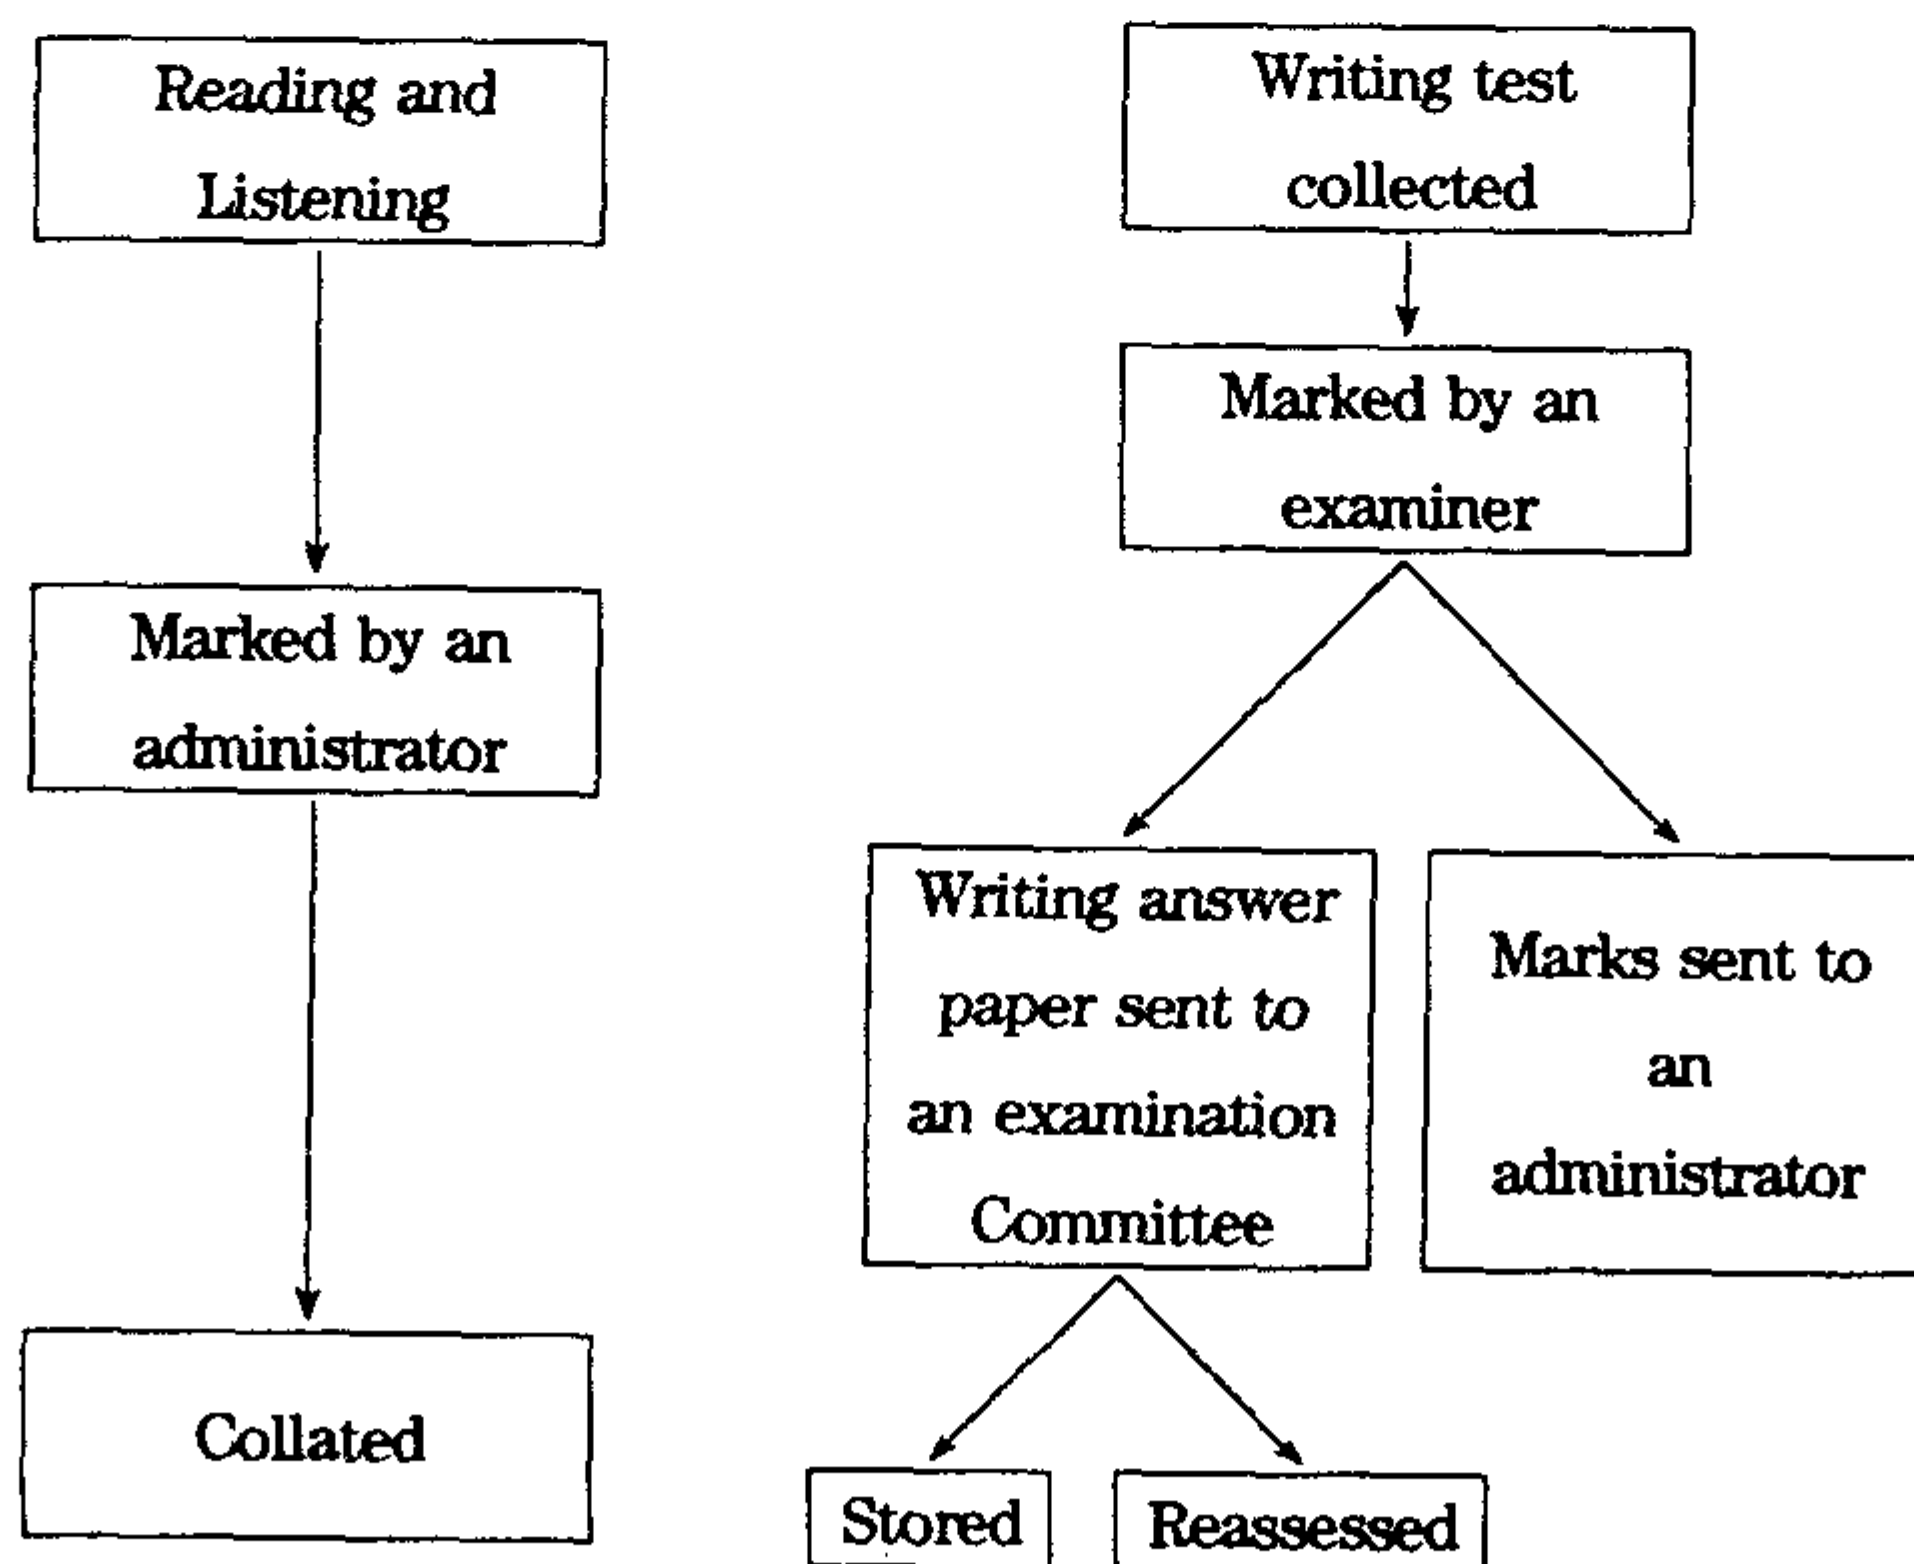 Reading and
Listening
Marked by an
administrator
Collated
Writing test
collected
Marked by an
examiner
Writing answer
paper sent to
an examination
Committee
Marks sent to
an
administrator
Stored
Reassessed